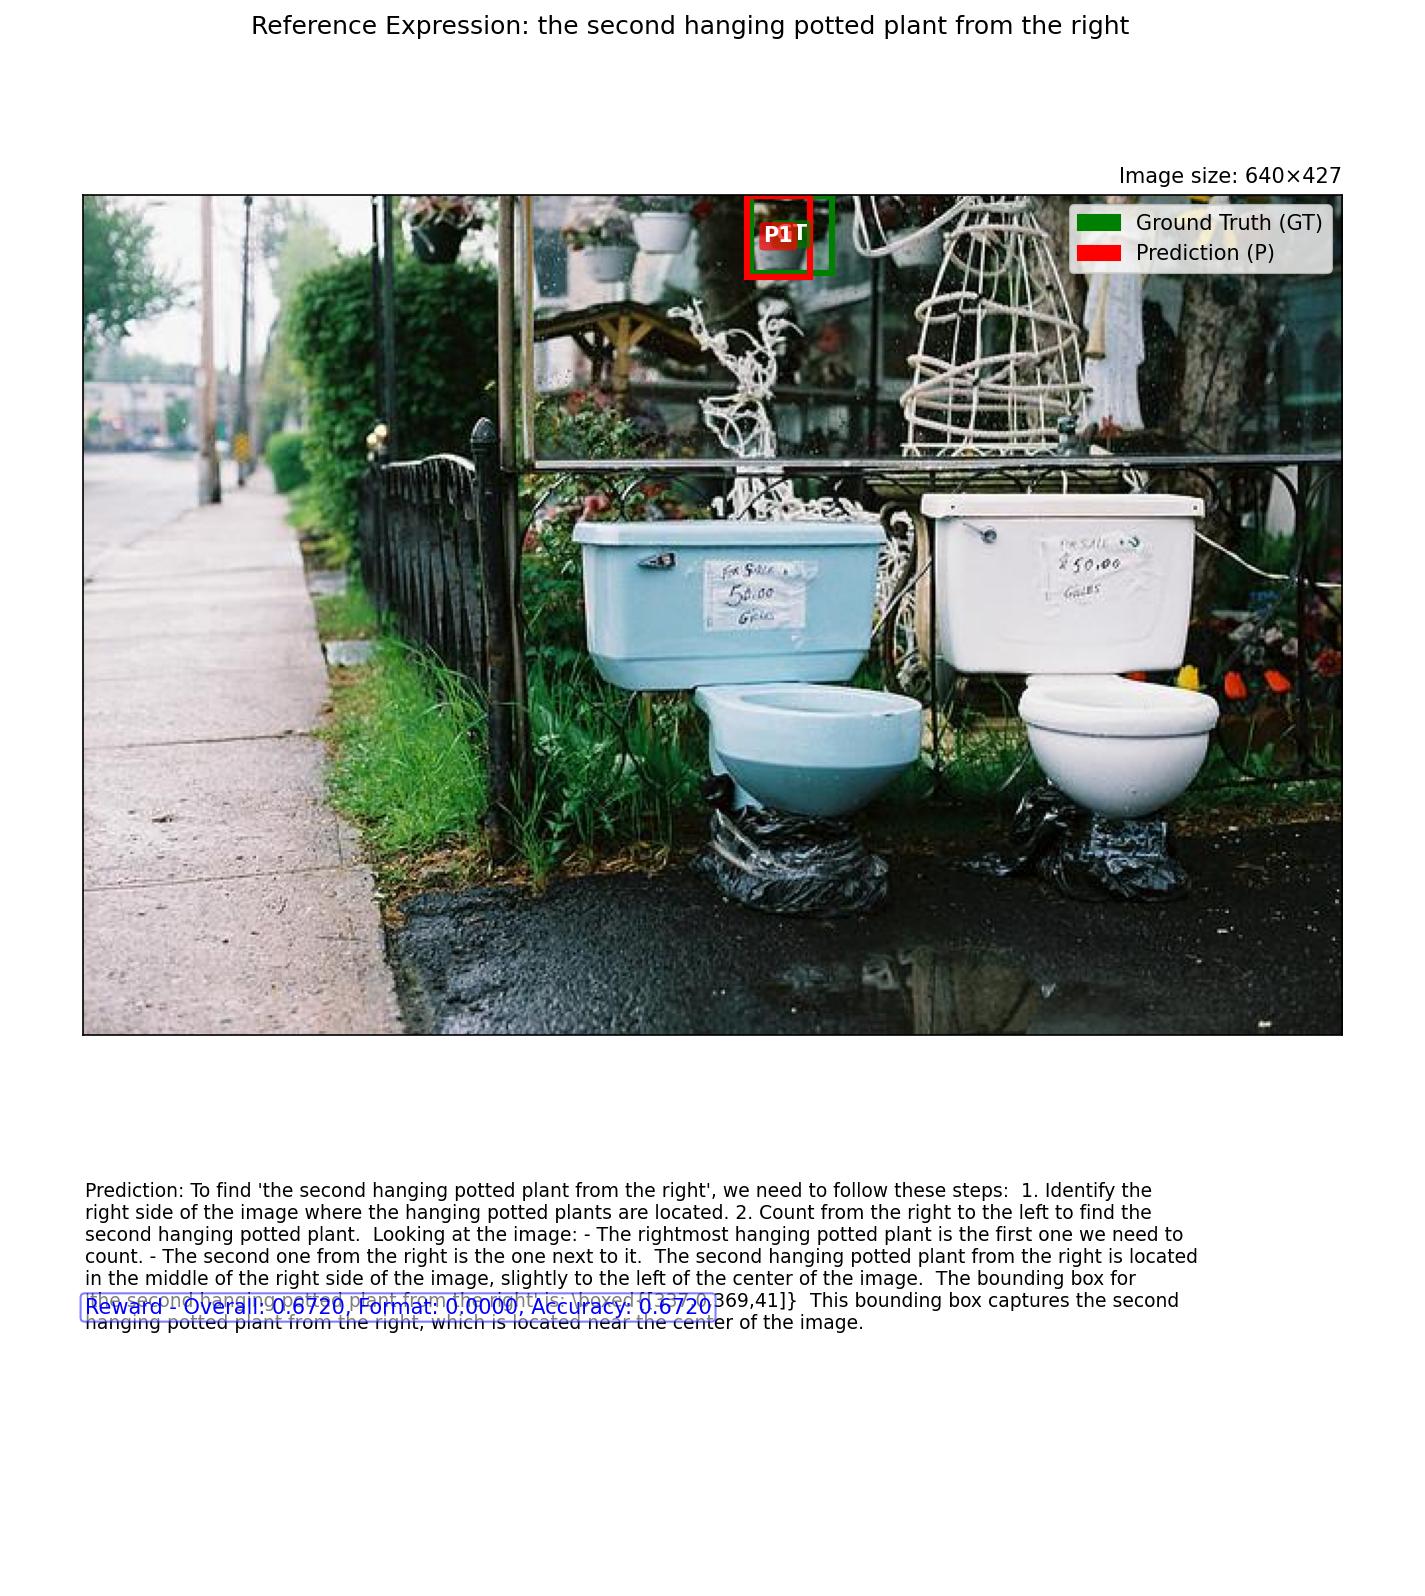 Reference Expression: the second hanging potted plant from the right
Image size: 640×427
Ground Truth (GT)
Prediction (P)
P1
T
FOR SALE
50.00
FOR SALE
$50.00
Prediction: To find 'the second hanging potted plant from the right', we need to follow these steps:  1. Identify the
right side of the image where the hanging potted plants are located. 2. Count from the right to the left to find the
second hanging potted plant.  Looking at the image: - The rightmost hanging potted plant is the first one we need to
count. - The second one from the right is the one next to it.  The second hanging potted plant from the right is located
in the middle of the right side of the image, slightly to the left of the center of the image.  The bounding box for
'the second hanging potted plant from the right' is: \boxed{[[337,0,369,41]]}  This bounding box captures the second
Reward - Overall: 0.6720, Format: 0.0000, Accuracy: 0.6720
hanging potted plant from the right, which is located near the center of the image.